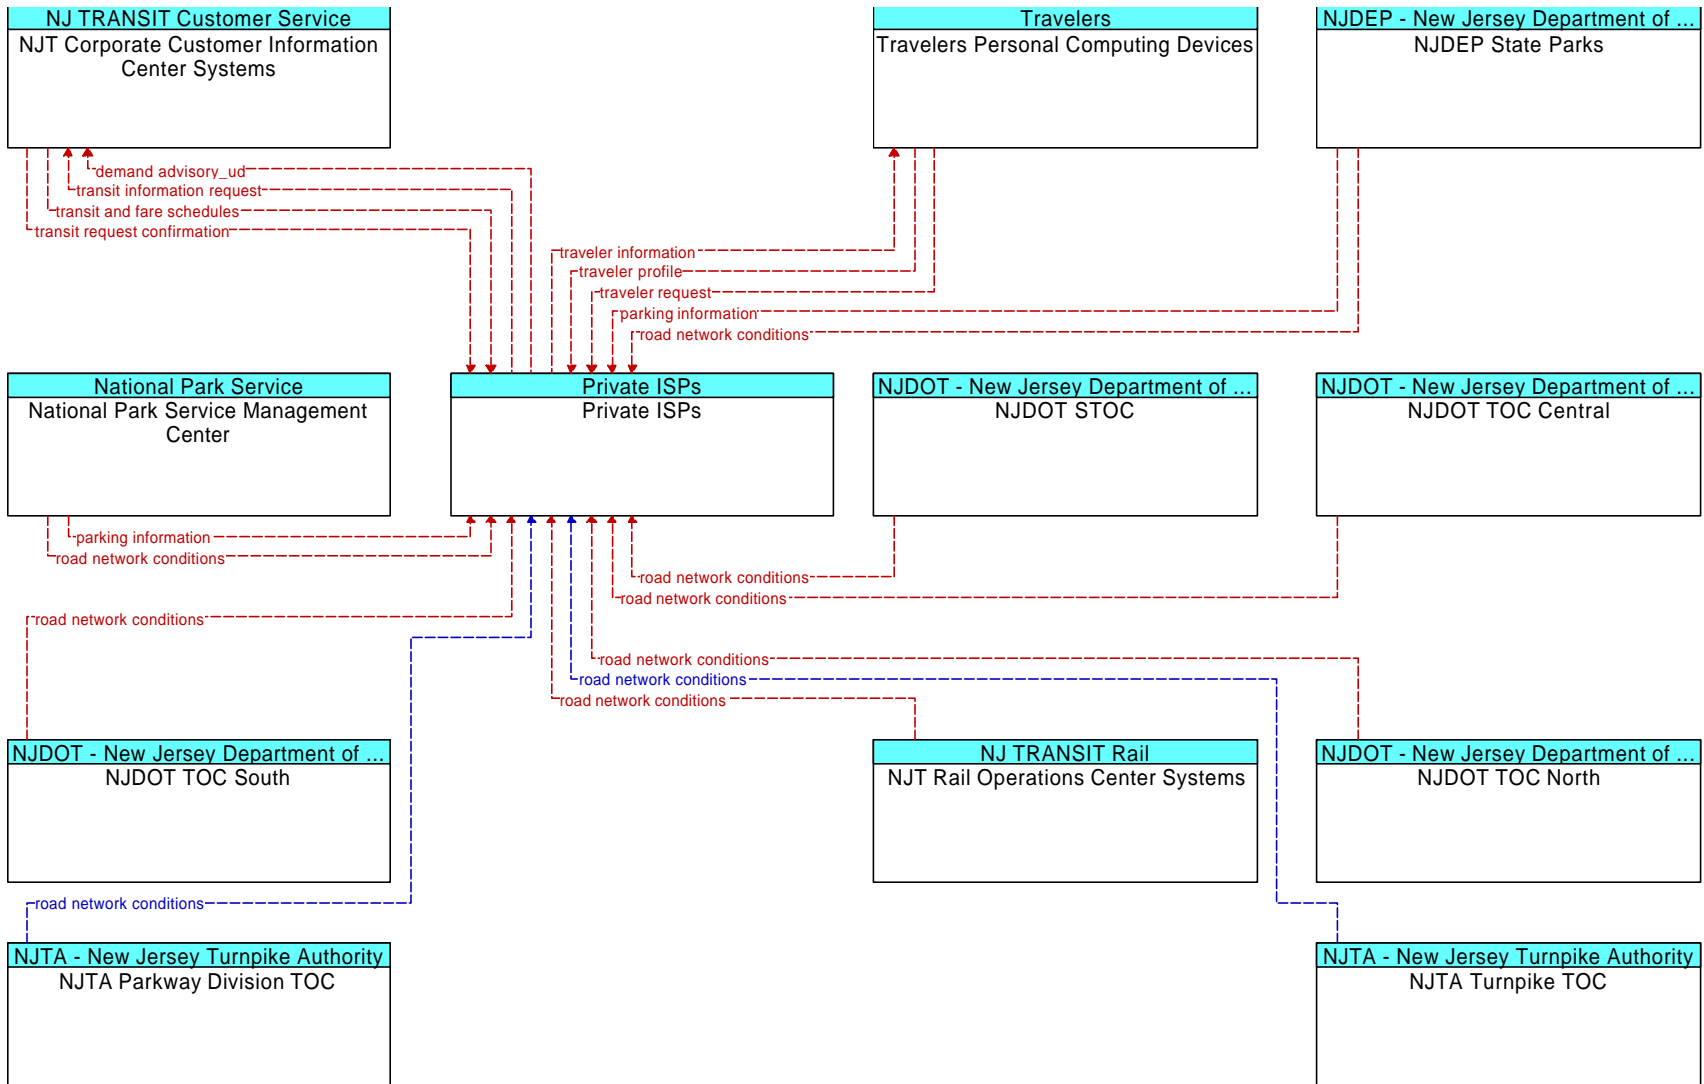 NJ TRANSIT Customer Service
NJT Corporate Customer Information
Center Systems
Travelers
Travelers Personal Computing Devices
NJDEP - New Jersey Department of ...
NJDEP State Parks
demand advisory_ud
transit information request
transit and fare schedules
transit request confirmation
traveler information
traveler profile
traveler request
parking information
road network conditions
National Park Service
National Park Service Management
Center
Private ISPs
Private ISPs
NJDOT - New Jersey Department of ...
NJDOT STOC
NJDOT - New Jersey Department of ...
NJDOT TOC Central
parking information
road network conditions
road network conditions
road network conditions
road network conditions
road network conditions
road network conditions
road network conditions
NJDOT - New Jersey Department of ...
NJDOT TOC South
NJ TRANSIT Rail
NJT Rail Operations Center Systems
NJDOT - New Jersey Department of ...
NJDOT TOC North
road network conditions
NJTA - New Jersey Turnpike Authority
NJTA Parkway Division TOC
NJTA - New Jersey Turnpike Authority
NJTA Turnpike TOC